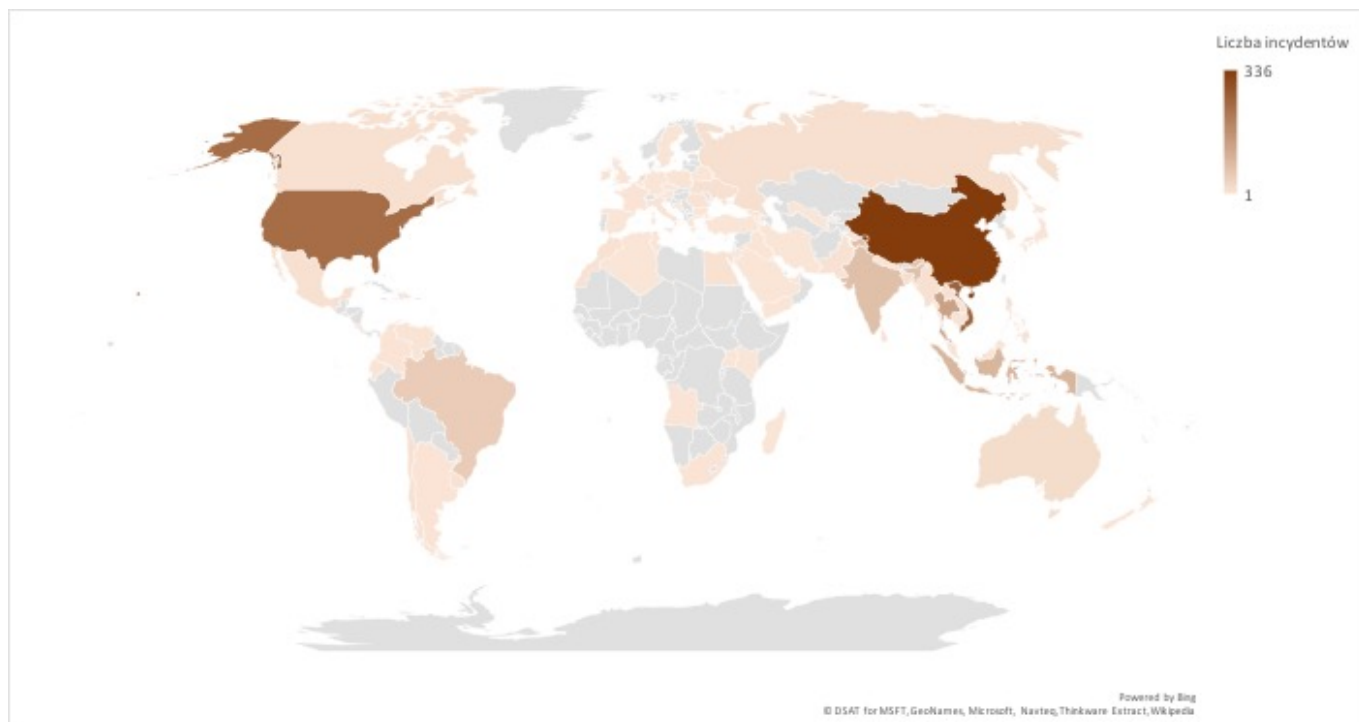 Liczba incydentów
336
1
Powered by Bing
© DSAT for MSFT, GeoNames, Microsoft, Navteq, Thinkware Extract, Wikipedia